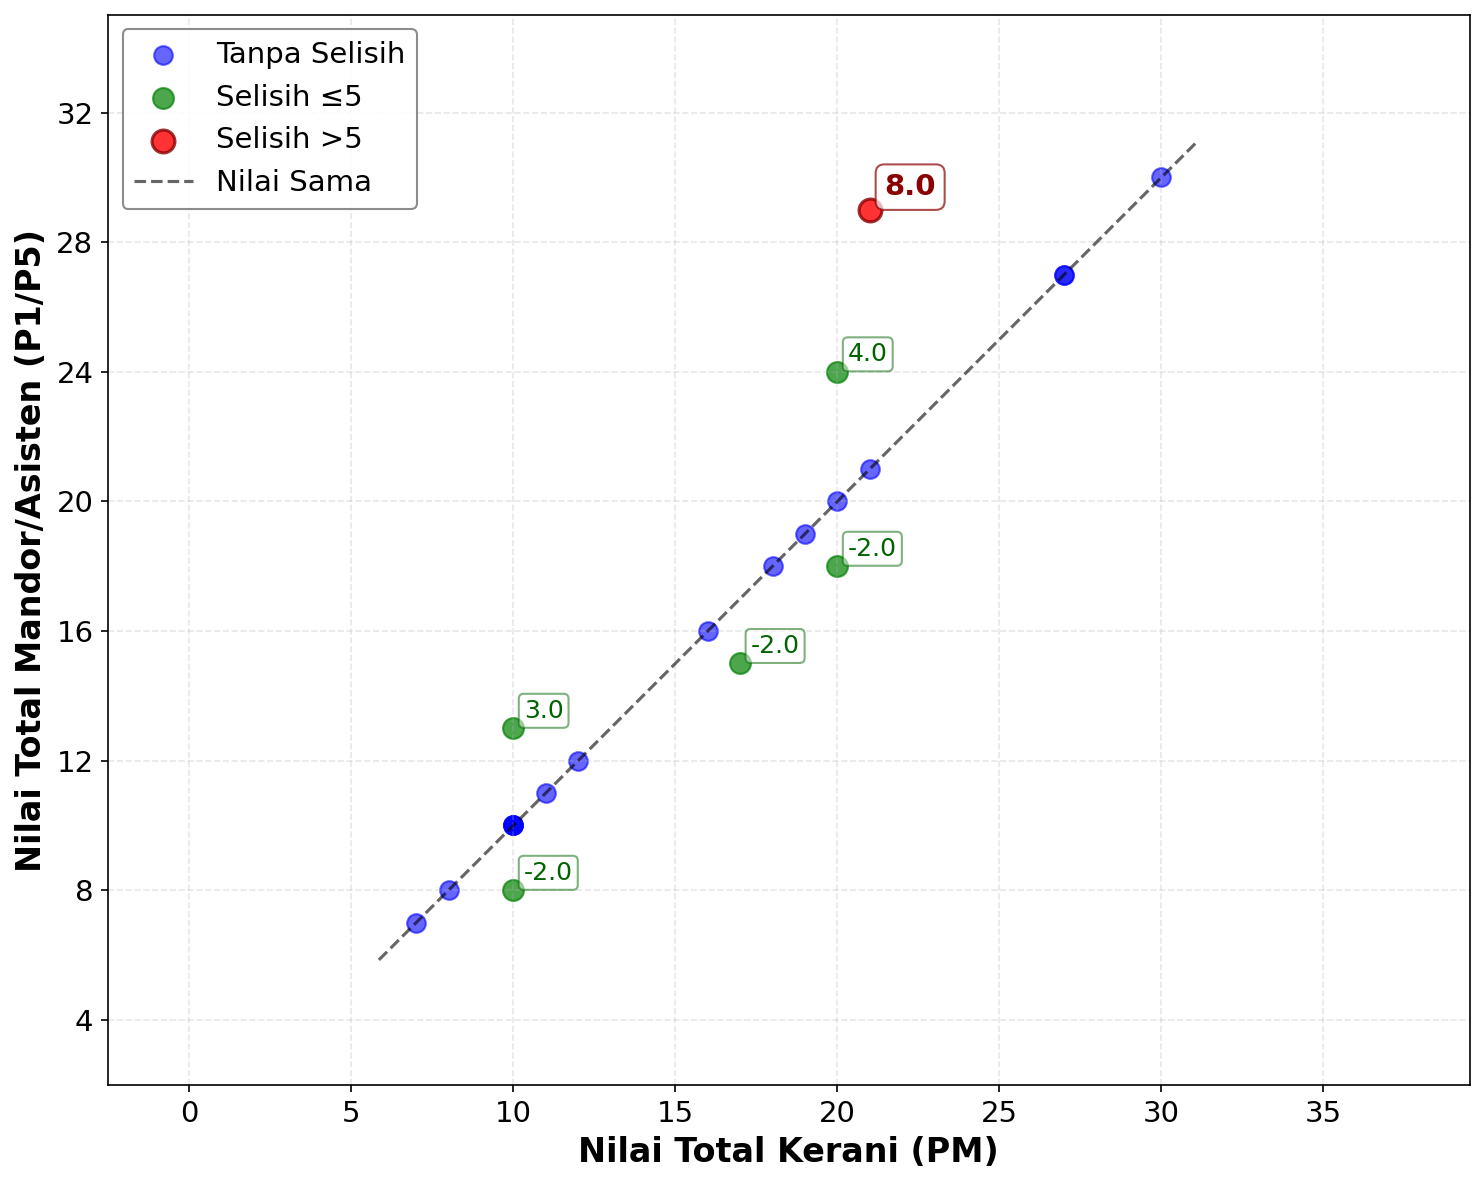 Tanpa Selisih
Selisih ≤5
Selisih >5
Nilai Sama
8.0
4.0
-2.0
-2.0
3.0
-2.0
32
28
24
20
16
12
8
4
0 5 10 15 20 25 30 35
Nilai Total Kerani (PM)
Nilai Total Mandor/Asisten (P1/P5)